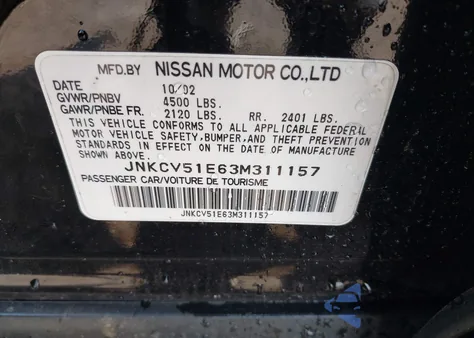 MFD.BY NISSAN MOTOR CO.,LTD
DATE 10/02
GVWR/PNBV 4500 LBS.
GAWR/PNBE FR. 2120 LBS. RR. 2401 LBS.
THIS VEHICLE CONFORMS TO ALL APPLICABLE FEDERAL
MOTOR VEHICLE SAFETY, BUMPER, AND THEFT PREVENTION
STANDARDS IN EFFECT ON THE DATE OF MANUFACTURE
SHOWN ABOVE.
JNKCV51E63M311157
PASSENGER CAR/VOITURE DE TOURISME
JNKCV51E63M311157